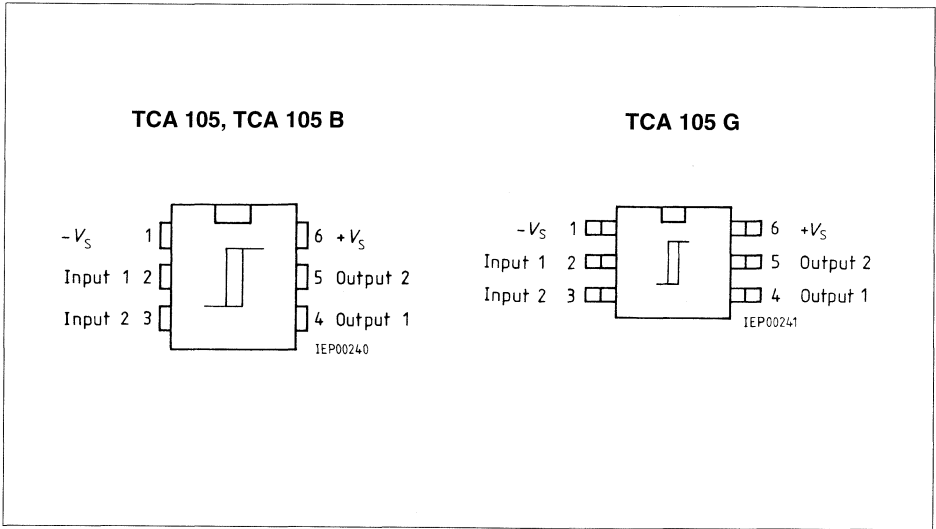 TCA 105, TCA 105 B
-VS 1 6 +VS
Input 1 2 5 Output 2
Input 2 3 4 Output 1
IEP00240
TCA 105 G
-VS 1 6 +VS
Input 1 2 5 Output 2
Input 2 3 4 Output 1
IEP00241